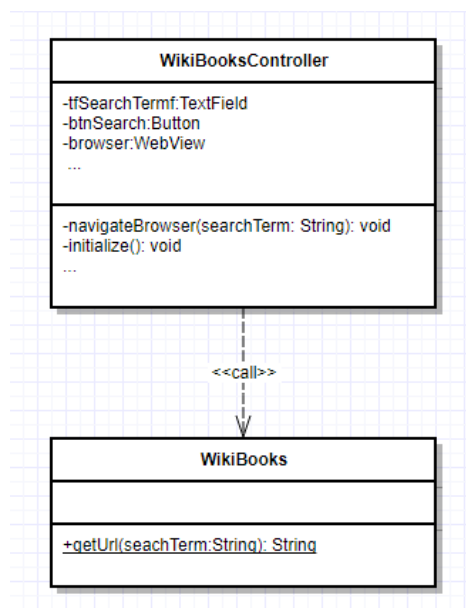 WikiBooksController
-tfSearchTermf:TextField
-btnSearch:Button
-browser:WebView
...
-navigateBrowser(searchTerm: String): void
-initialize(): void
...
<<call>>
WikiBooks
+getUrl(seachTerm:String): String